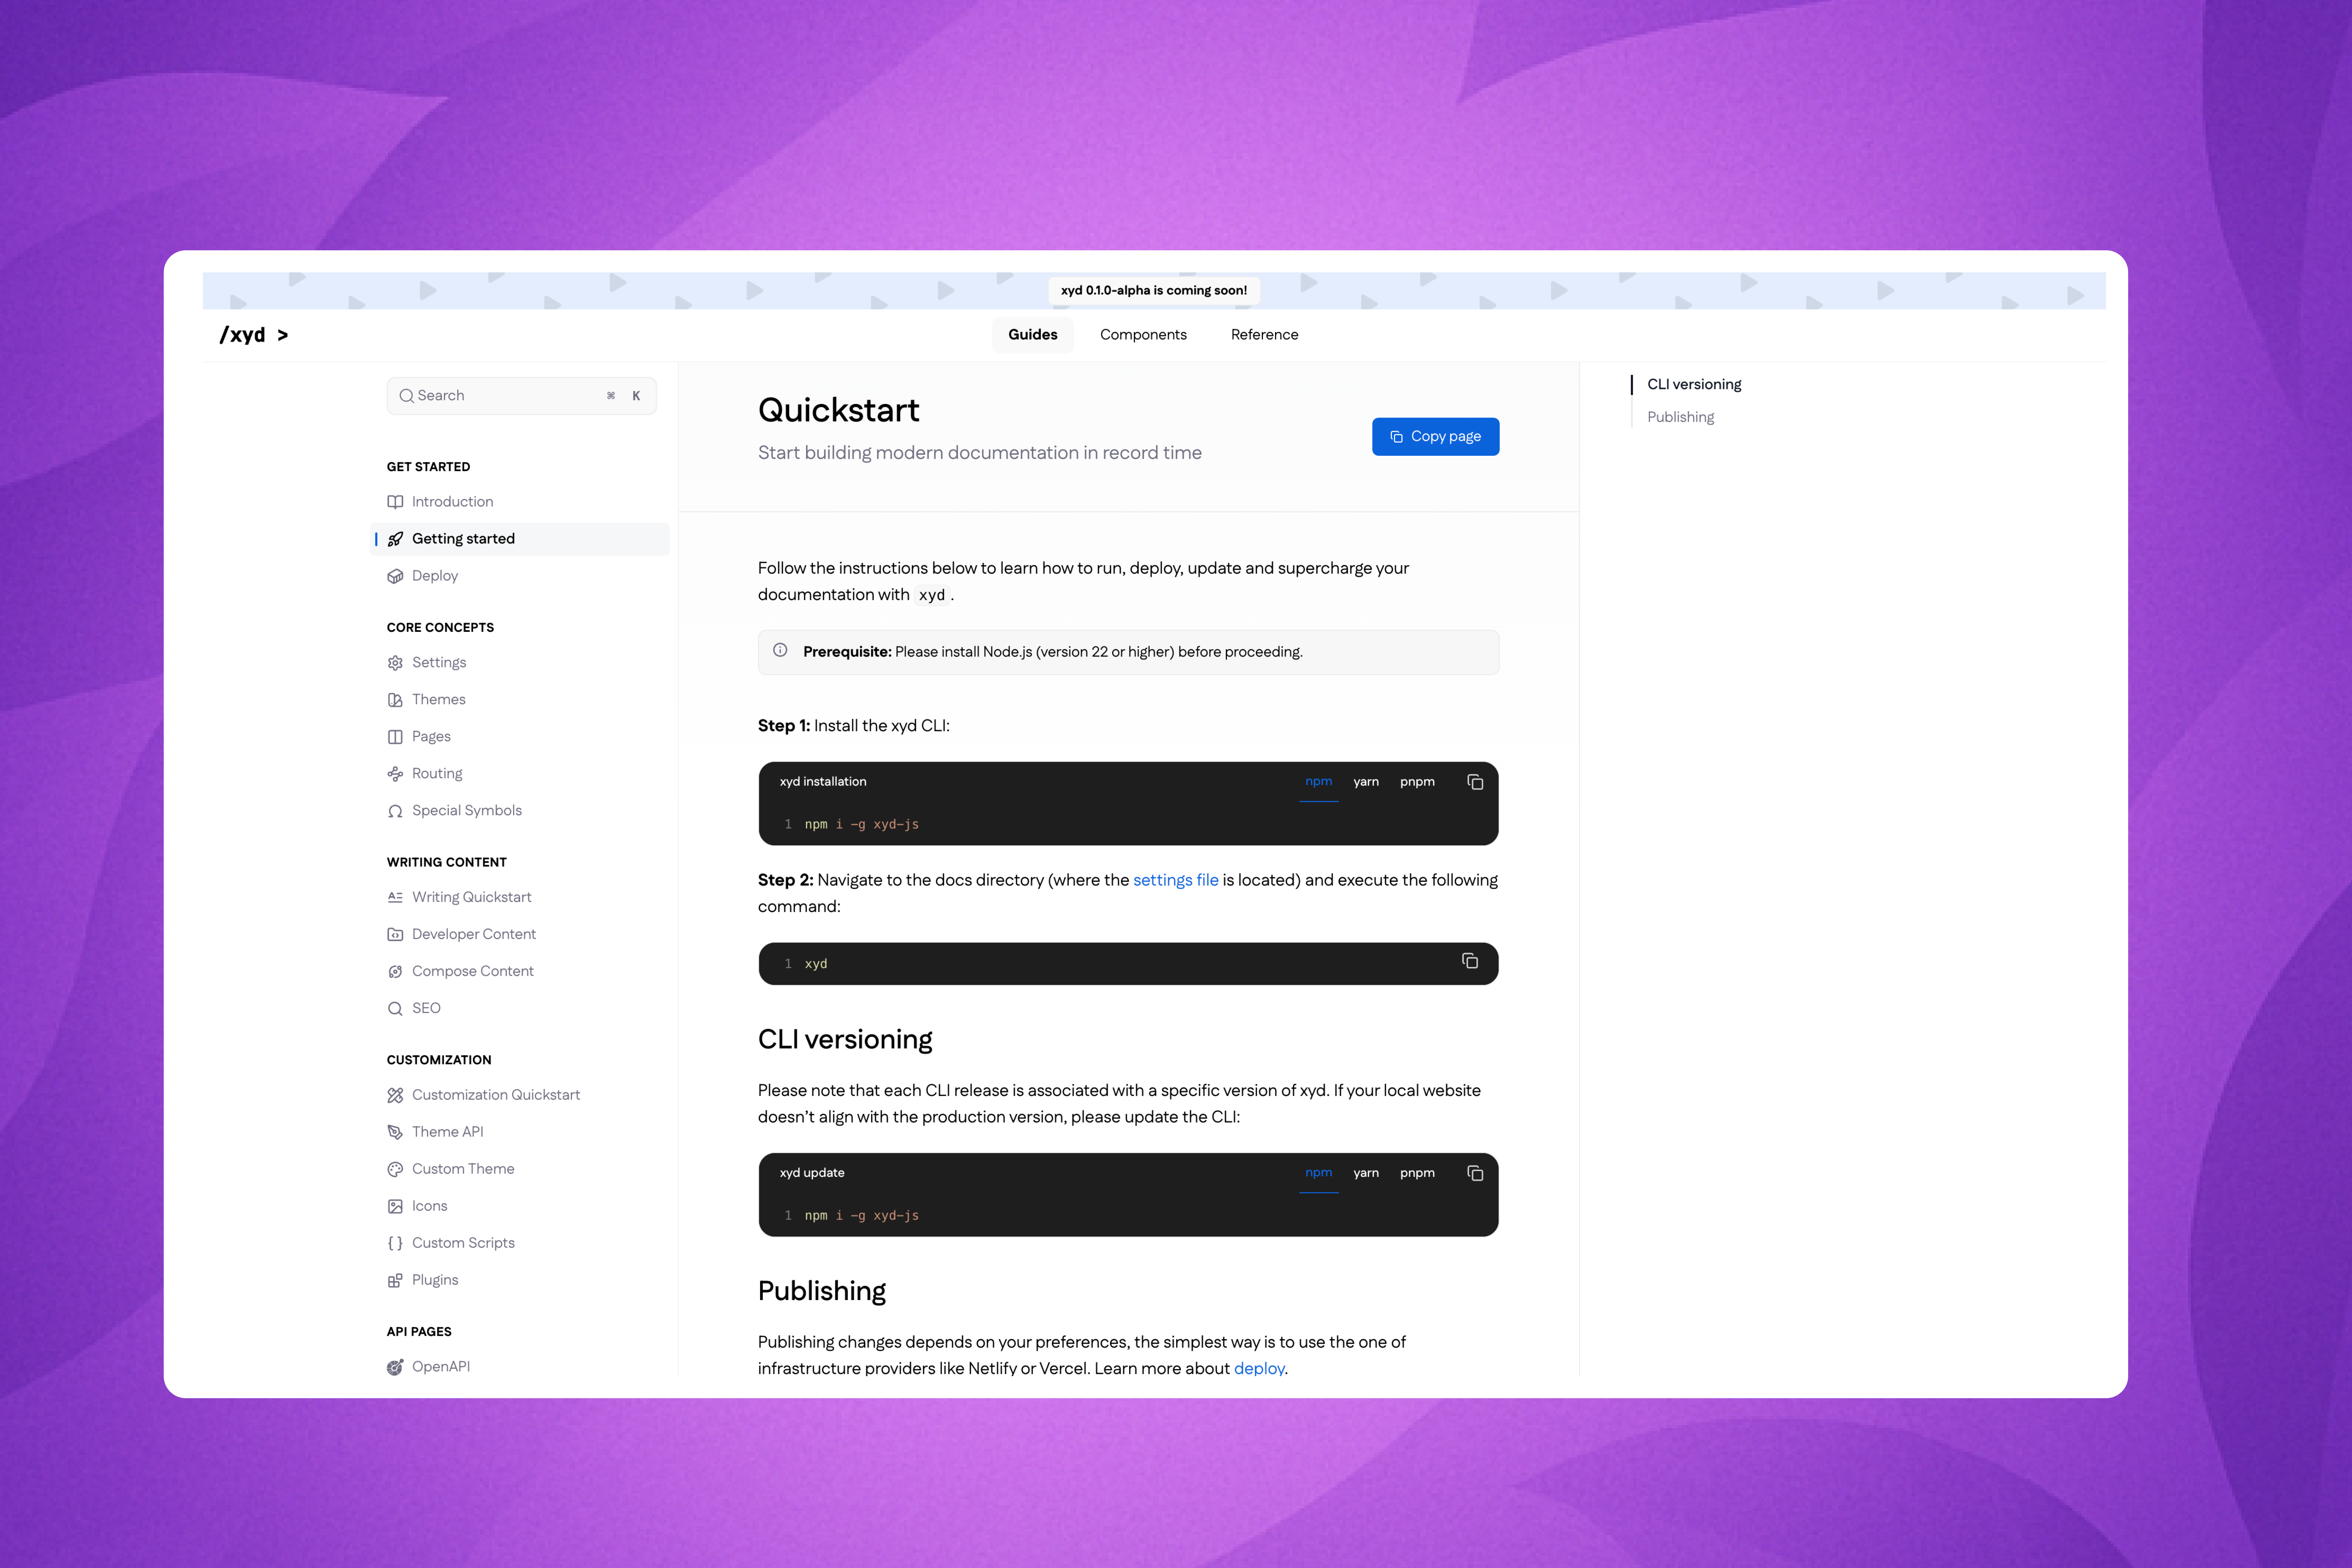 xyd 0.1.0-alpha is coming soon!
/xyd >
Guides
Components
Reference
Search
⌘ K
GET STARTED
Introduction
Getting started
Deploy
CORE CONCEPTS
Settings
Themes
Pages
Routing
Special Symbols
WRITING CONTENT
Writing Quickstart
Developer Content
Compose Content
SEO
CUSTOMIZATION
Customization Quickstart
Theme API
Custom Theme
Icons
Custom Scripts
Plugins
API PAGES
OpenAPI
Quickstart
Start building modern documentation in record time
Copy page
Follow the instructions below to learn how to run, deploy, update and supercharge your
documentation with xyd .
Prerequisite: Please install Node.js (version 22 or higher) before proceeding.
Step 1: Install the xyd CLI:
xyd installation
npm yarn pnpm
1 npm i -g xyd-js
Step 2: Navigate to the docs directory (where the settings file is located) and execute the following
command:
1 xyd
CLI versioning
Please note that each CLI release is associated with a specific version of xyd. If your local website
doesn’t align with the production version, please update the CLI:
xyd update
npm yarn pnpm
1 npm i -g xyd-js
Publishing
Publishing changes depends on your preferences, the simplest way is to use the one of
infrastructure providers like Netlify or Vercel. Learn more about deploy.
CLI versioning
Publishing